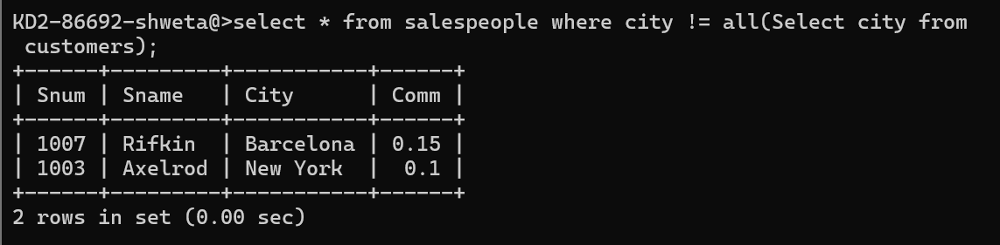 KD2-86692-shweta@>select * from salespeople where city != all(Select city from
 customers);
+------+---------+-----------+------+
| Snum | Sname   | City      | Comm |
+------+---------+-----------+------+
| 1007 | Rifkin  | Barcelona | 0.15 |
| 1003 | Axelrod | New York  |  0.1 |
+------+---------+-----------+------+
2 rows in set (0.00 sec)